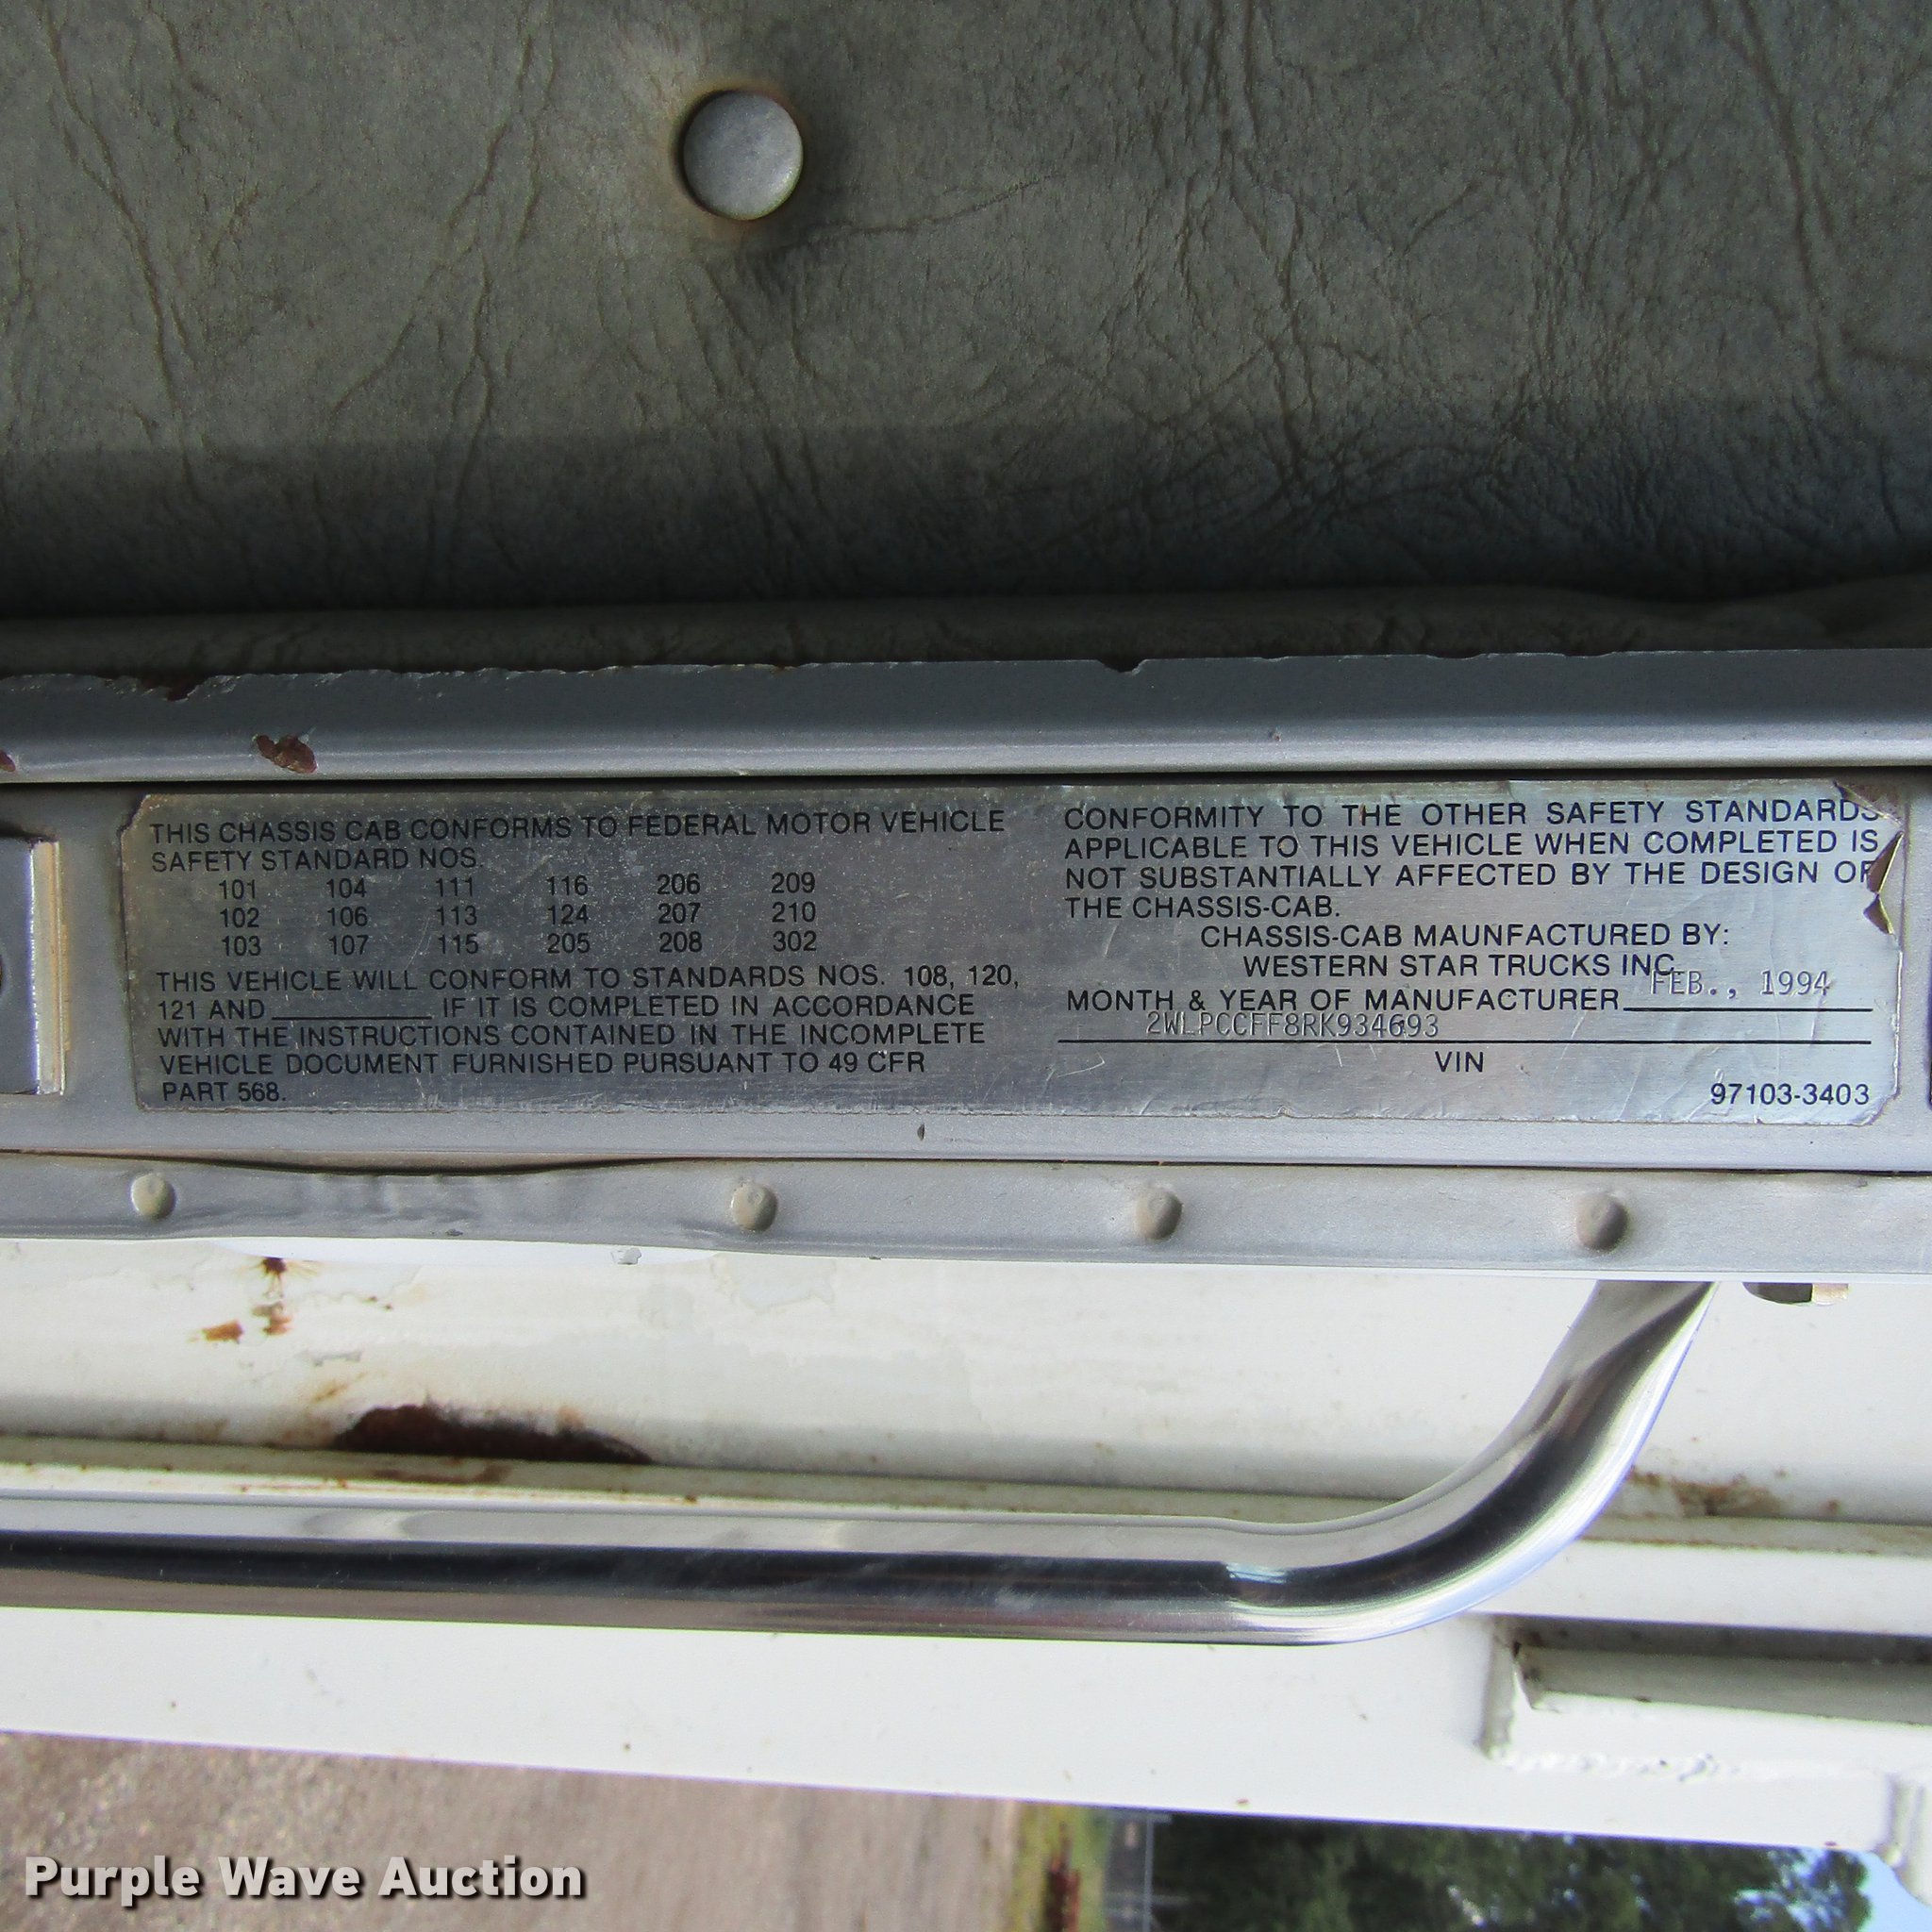 THIS CHASSIS CAB CONFORMS TO FEDERAL MOTOR VEHICLE
SAFETY STANDARD NOS.
101 104 111 116 206 209
102 106 113 124 207 210
103 107 115 205 208 302
THIS VEHICLE WILL CONFORM TO STANDARDS NOS. 108, 120,
121 AND ________ IF IT IS COMPLETED IN ACCORDANCE
WITH THE INSTRUCTIONS CONTAINED IN THE INCOMPLETE
VEHICLE DOCUMENT FURNISHED PURSUANT TO 49 CFR
PART 568.
CONFORMITY TO THE OTHER SAFETY STANDARDS
APPLICABLE TO THIS VEHICLE WHEN COMPLETED IS
NOT SUBSTANTIALLY AFFECTED BY THE DESIGN OF
THE CHASSIS-CAB.
CHASSIS-CAB MAUNFACTURED BY:
WESTERN STAR TRUCKS INC.
MONTH & YEAR OF MANUFACTURER FEB., 1994
2WLPCCFF8RK934693
VIN
97103-3403
Purple Wave Auction